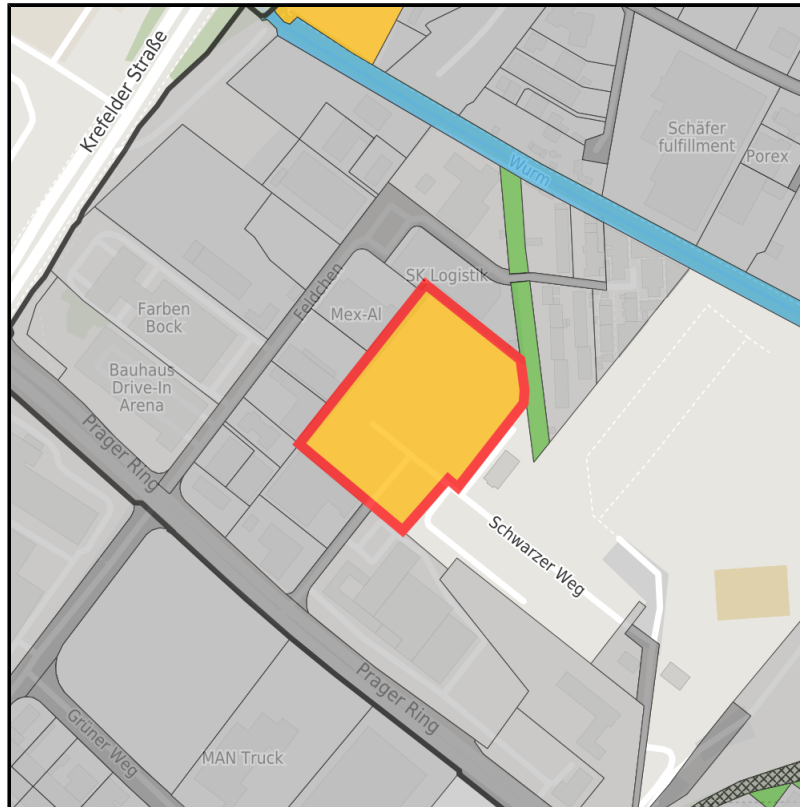 Krefelder Straße
Wurm
Schäfer
fulfillment
Porex
SK Logistik
Feldchen
Mex-Al
Farben
Bock
Bauhaus
Drive-In
Arena
Prager Ring
Schwarzer Weg
Prager Ring
Grüner Weg
MAN Truck